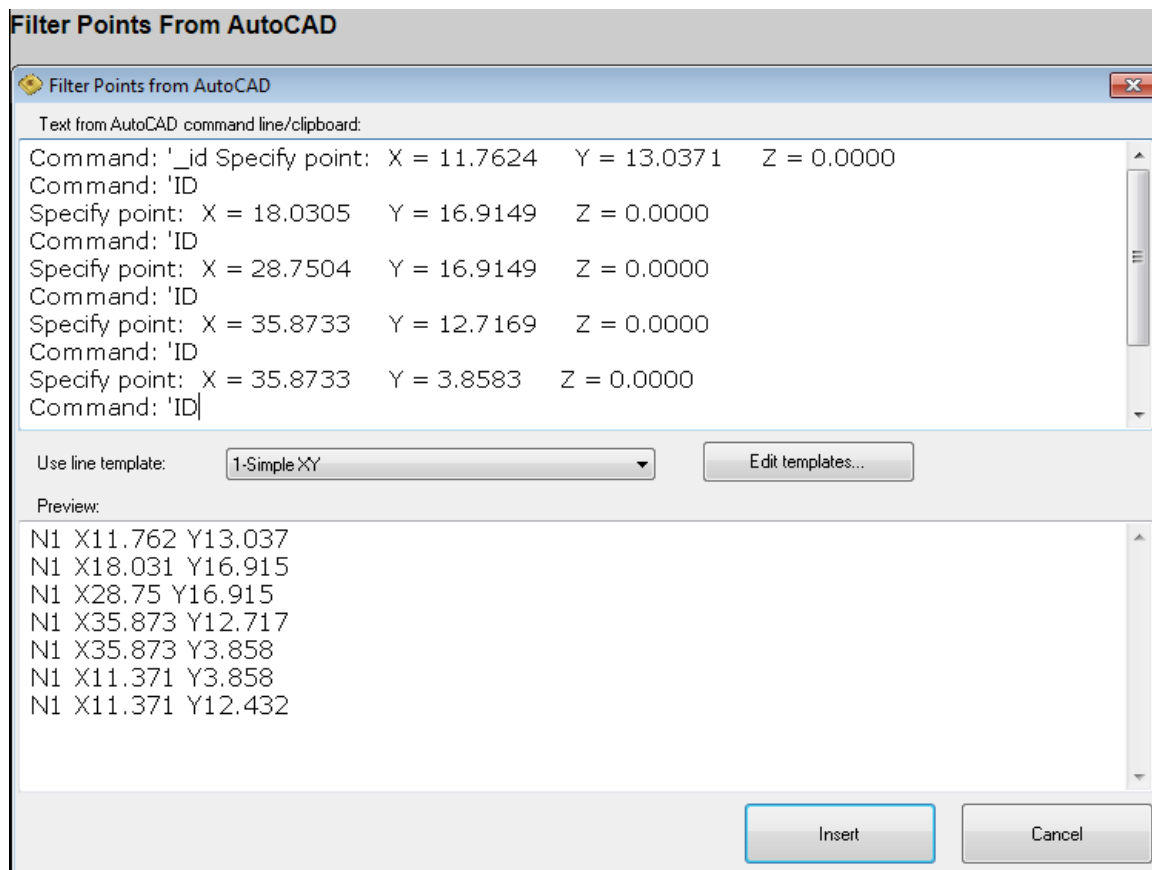 Filter Points From AutoCAD
Filter Points from AutoCAD
Text from AutoCAD command line/clipboard:
Command: '_id Specify point:  X = 11.7624     Y = 13.0371     Z = 0.0000
Command: 'ID
Specify point:  X = 18.0305     Y = 16.9149     Z = 0.0000
Command: 'ID
Specify point:  X = 28.7504     Y = 16.9149     Z = 0.0000
Command: 'ID
Specify point:  X = 35.8733     Y = 12.7169     Z = 0.0000
Command: 'ID
Specify point:  X = 35.8733     Y = 3.8583     Z = 0.0000
Command: 'ID
Use line template: 1-Simple XY Edit templates...
Preview:
N1 X11.762 Y13.037
N1 X18.031 Y16.915
N1 X28.75 Y16.915
N1 X35.873 Y12.717
N1 X35.873 Y3.858
N1 X11.371 Y3.858
N1 X11.371 Y12.432
Insert Cancel